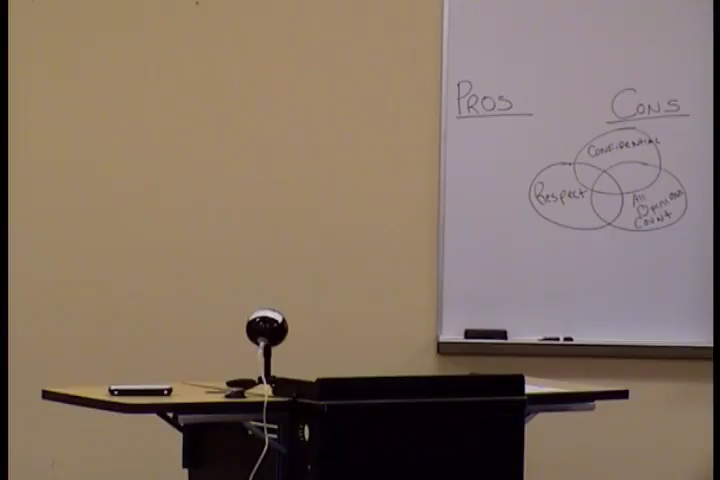 Pros
Cons
Confidential
Respect
All
Opinions
Count